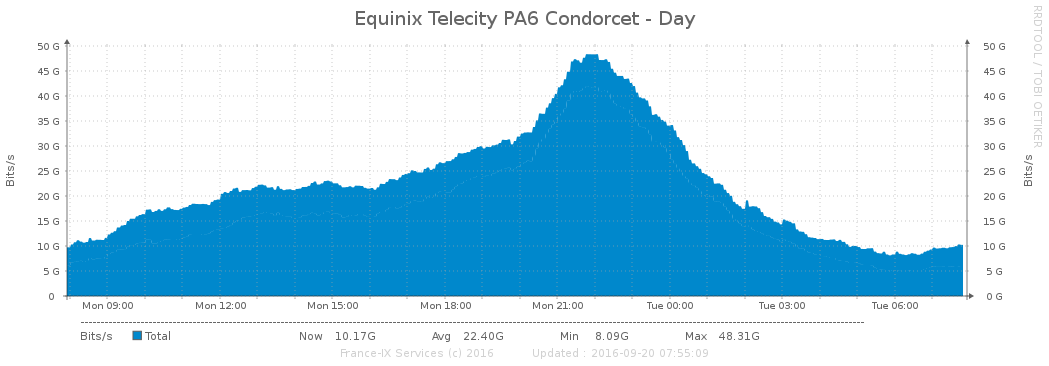 Equinix Telecity PA6 Condorcet - Day
RRDTOOL / TOBI OETIKER
Bits/s
50 G
45 G
40 G
35 G
30 G
25 G
20 G
15 G
10 G
5 G
0
50 G
45 G
40 G
35 G
30 G
25 G
20 G
15 G
10 G
5 G
0 G
Bits/s
Mon 09:00 Mon 12:00 Mon 15:00 Mon 18:00 Mon 21:00 Tue 00:00 Tue 03:00 Tue 06:00
Bits/s Total Now 10.17G Avg 22.40G Min 8.09G Max 48.31G
France-IX Services (c) 2016 Updated : 2016-09-20 07:55:09